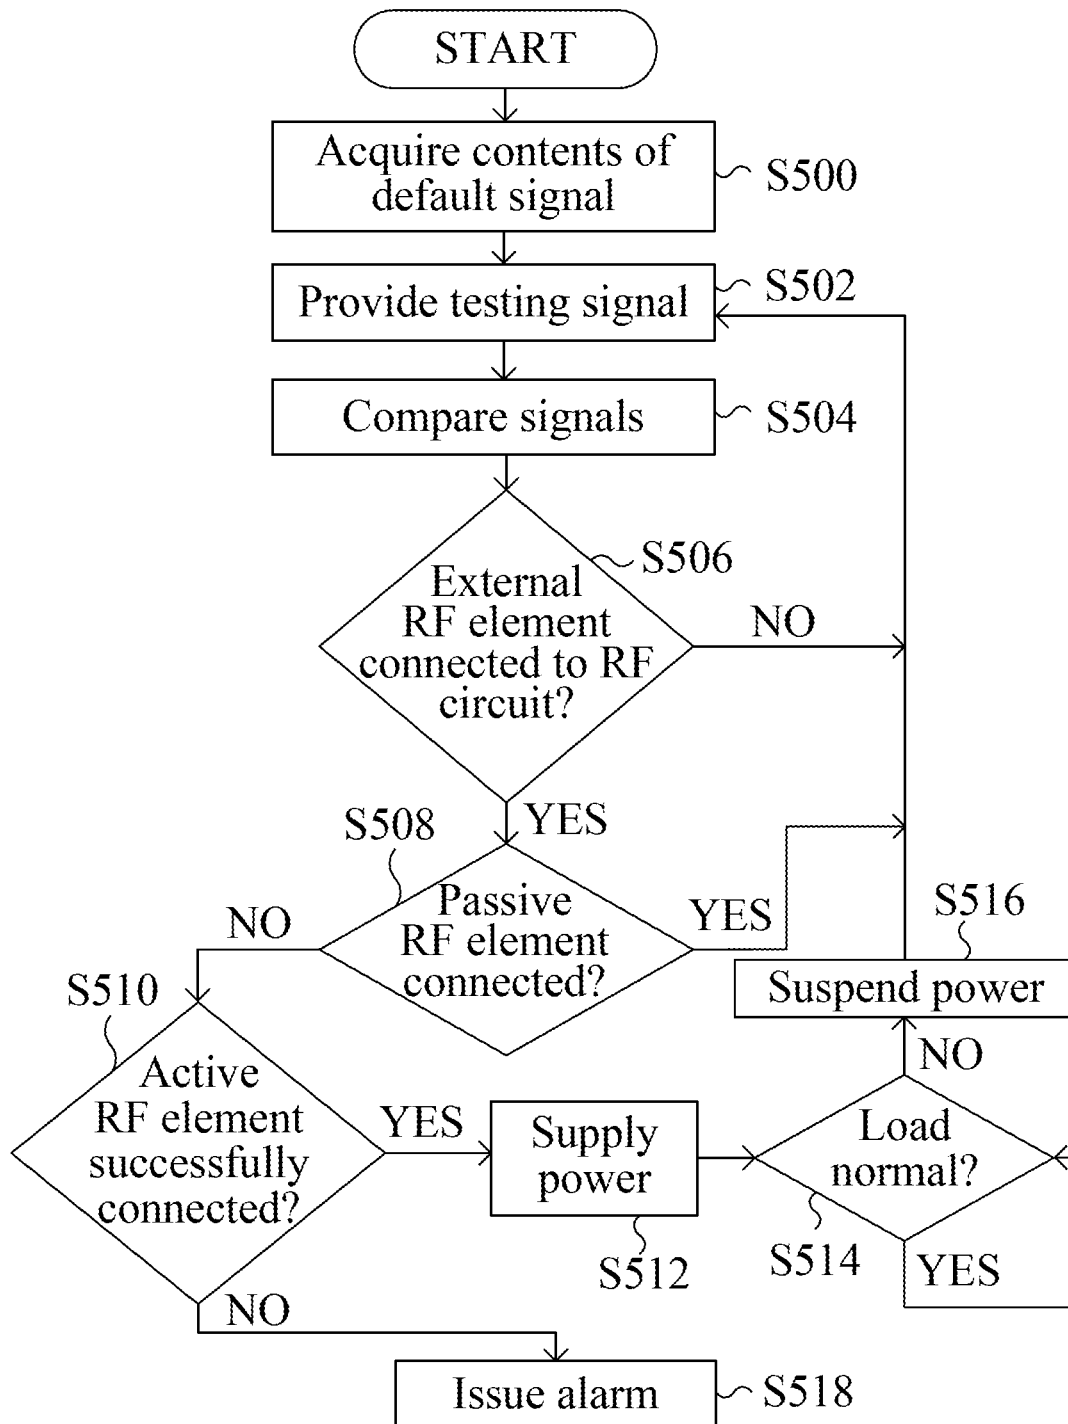 START
Acquire contents of
default signal
S500
Provide testing signal
S502
Compare signals
S504
External
RF element
connected to RF
circuit?
S506
NO
YES
S508
Passive
RF element
connected?
NO
YES
S516
Suspend power
S510
Active
RF element
successfully
connected?
YES
Supply
power
S512
NO
Load
normal?
S514
YES
NO
Issue alarm
S518